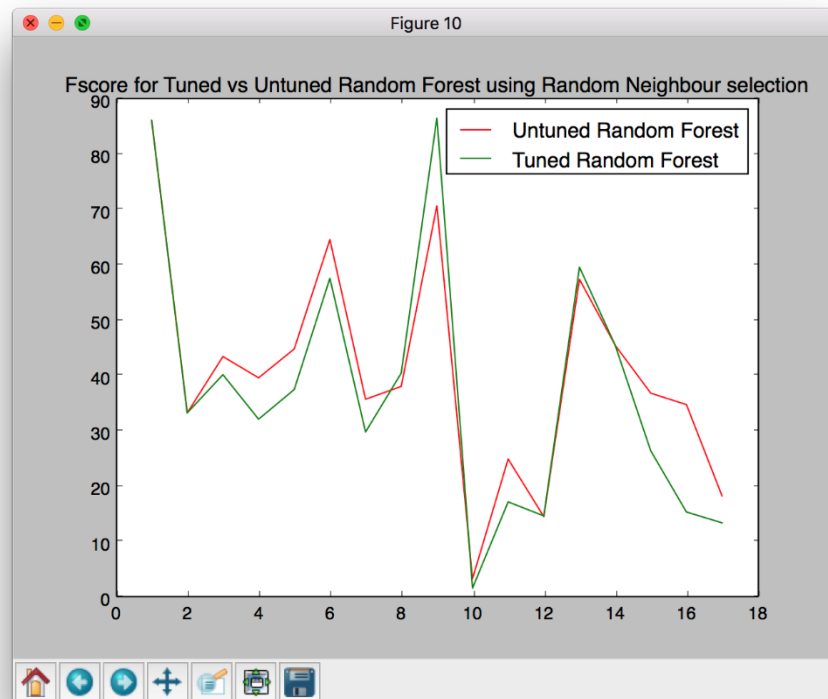 Figure 10
Fscore for Tuned vs Untuned Random Forest using Random Neighbour selection
Untuned Random Forest
Tuned Random Forest
90
80
70
60
50
40
30
20
10
0
0 2 4 6 8 10 12 14 16 18